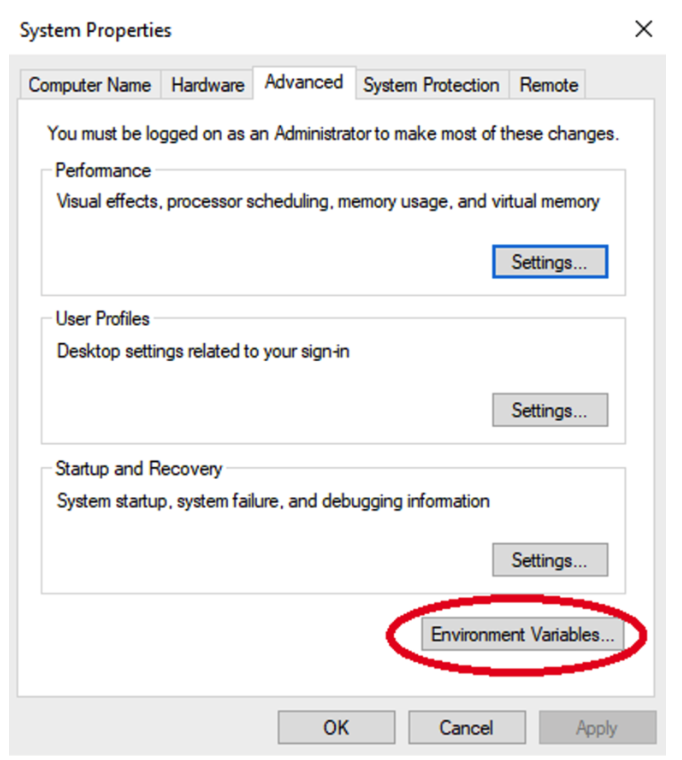 System Properties
Computer Name Hardware Advanced System Protection Remote
You must be logged on as an Administrator to make most of these changes.
Performance
Visual effects, processor scheduling, memory usage, and virtual memory
Settings...
User Profiles
Desktop settings related to your sign-in
Settings...
Startup and Recovery
System startup, system failure, and debugging information
Settings...
Environment Variables...
OK Cancel Apply